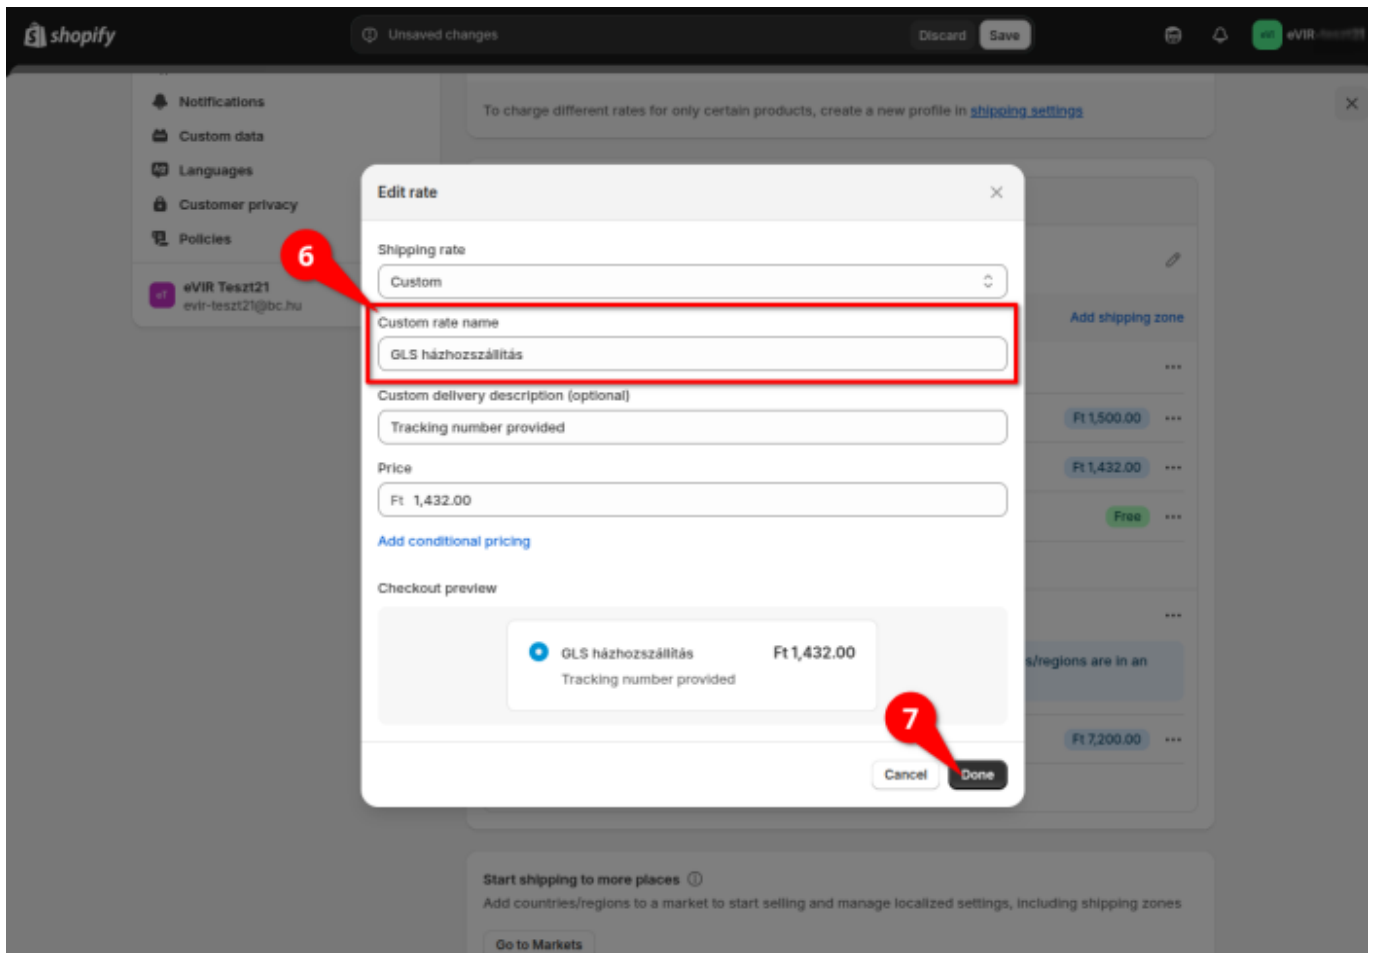 shopify
Unsaved changes
Discard
Save
eVI
eVIR
Notifications
Custom data
Languages
Customer privacy
Policies
eT
eVIR Teszt21
evir-teszt21@bc.hu
To charge different rates for only certain products, create a new profile in shipping settings
Add shipping zone
Ft 1,500.00
Ft 1,432.00
Free
s/regions are in an
Ft 7,200.00
Edit rate
6
Shipping rate
Custom
Custom rate name
GLS házhozszállítás
Custom delivery description (optional)
Tracking number provided
Price
Ft 1,432.00
Add conditional pricing
Checkout preview
GLS házhozszállítás Ft 1,432.00
Tracking number provided
7
Cancel
Done
Start shipping to more places
Add countries/regions to a market to start selling and manage localized settings, including shipping zones
Go to Markets